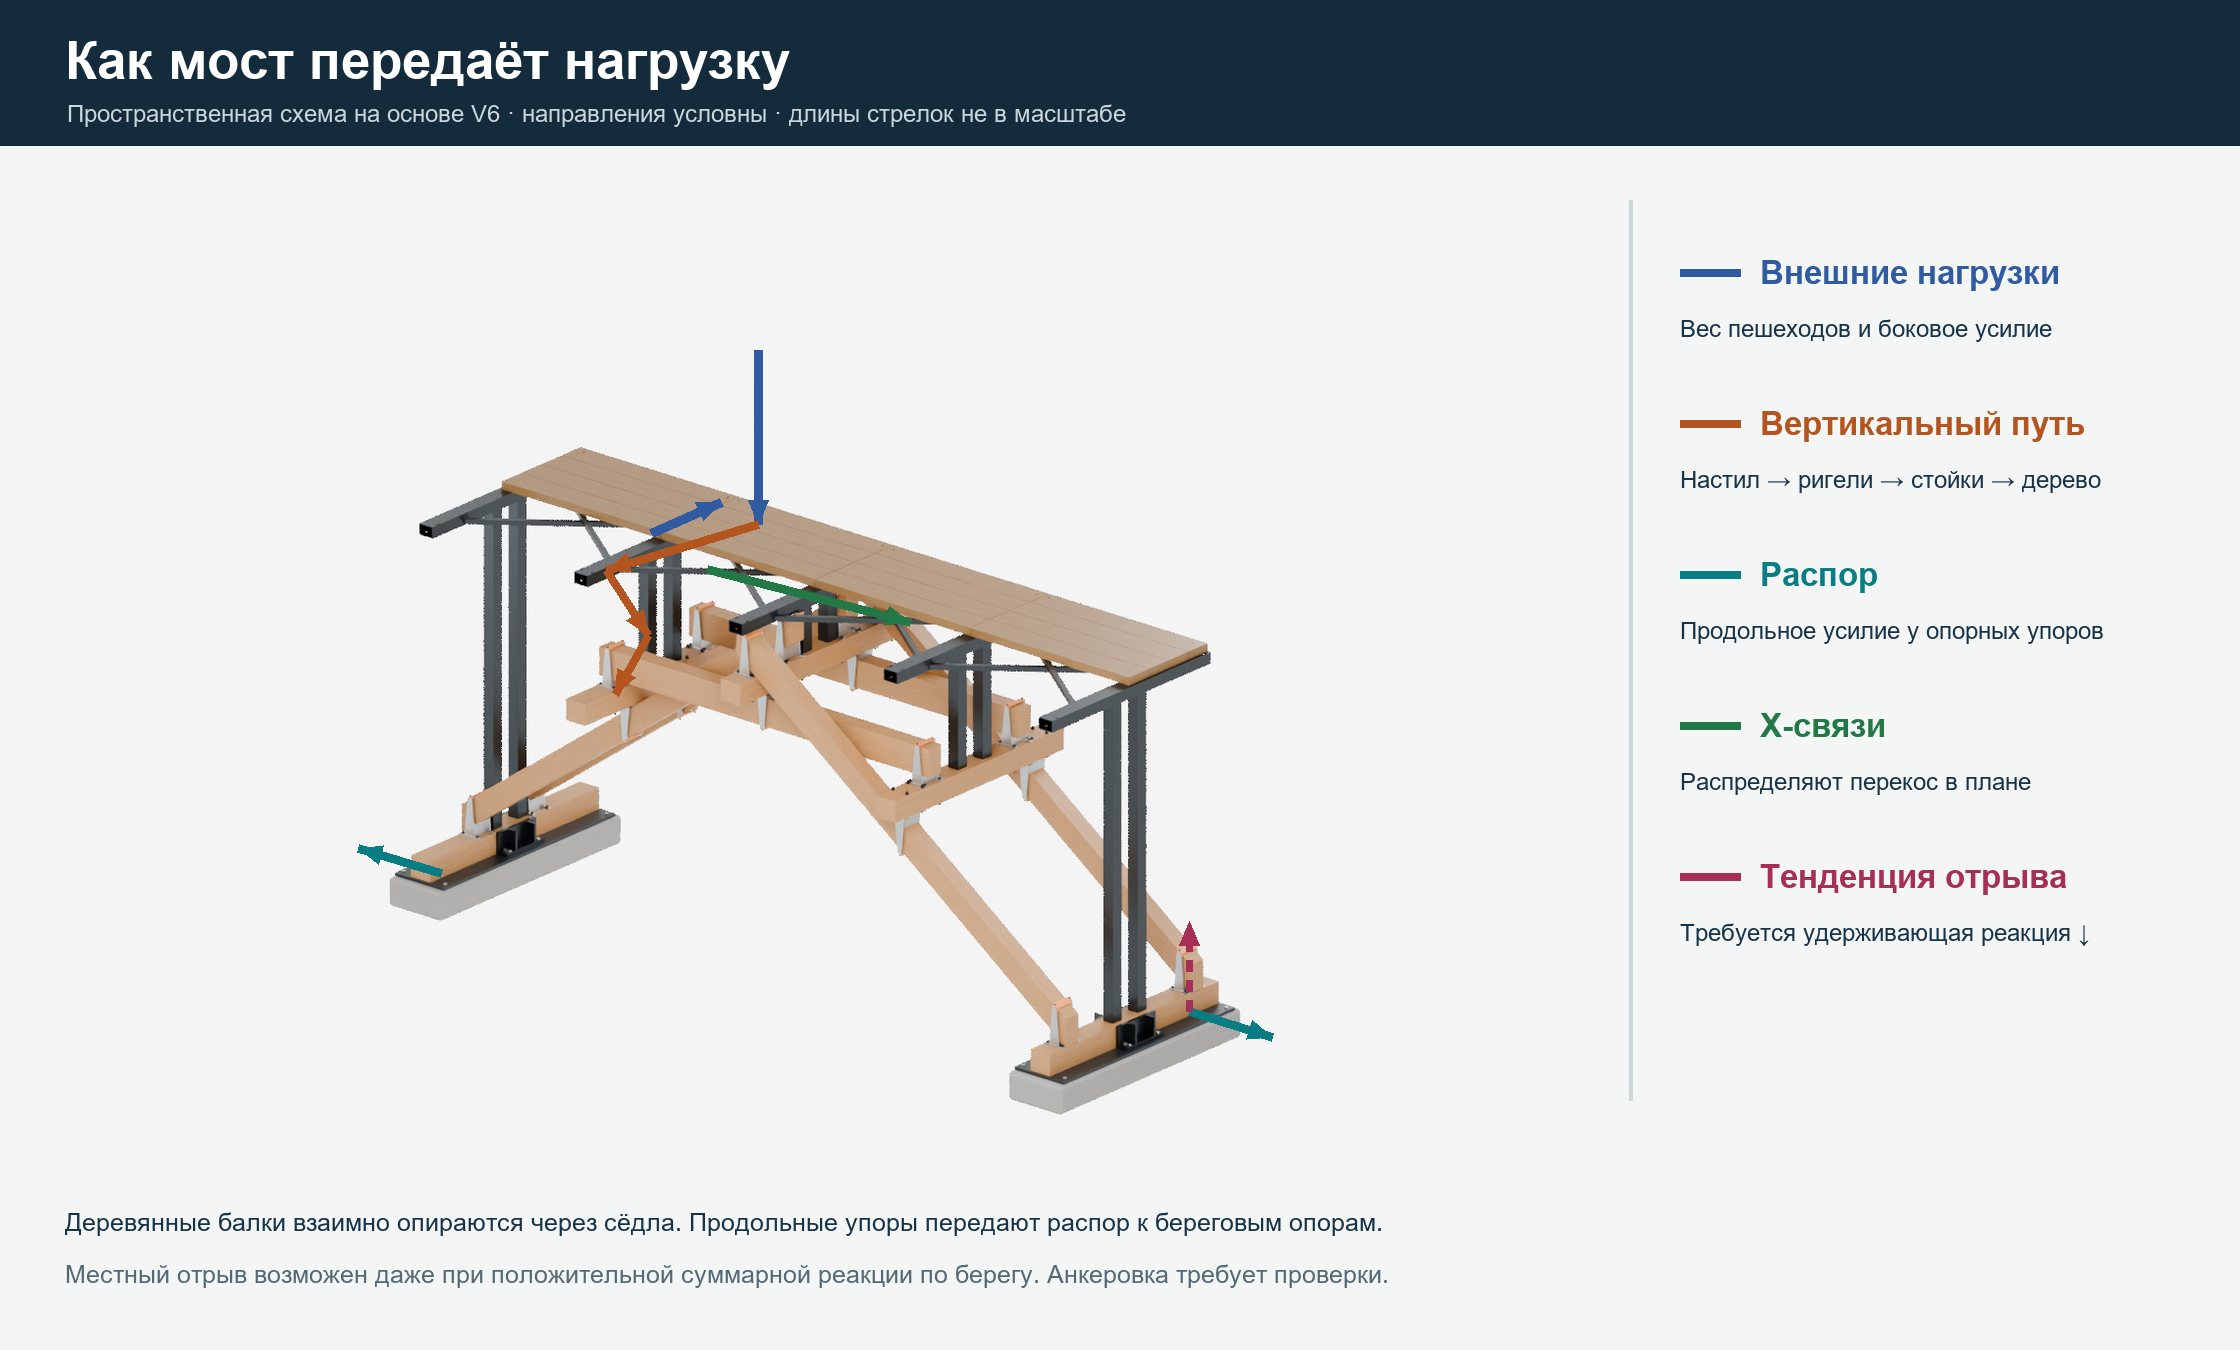 Как мост передаёт нагрузку
Пространственная схема на основе V6 · направления условны · длины стрелок не в масштабе
Внешние нагрузки
Вес пешеходов и боковое усилие
Вертикальный путь
Настил → ригели → стойки → дерево
Распор
Продольное усилие у опорных упоров
X-связи
Распределяют перекос в плане
Тенденция отрыва
Требуется удерживающая реакция ↓
Деревянные балки взаимно опираются через сёдла. Продольные упоры передают распор к береговым опорам.
Местный отрыв возможен даже при положительной суммарной реакции по берегу. Анкеровка требует проверки.